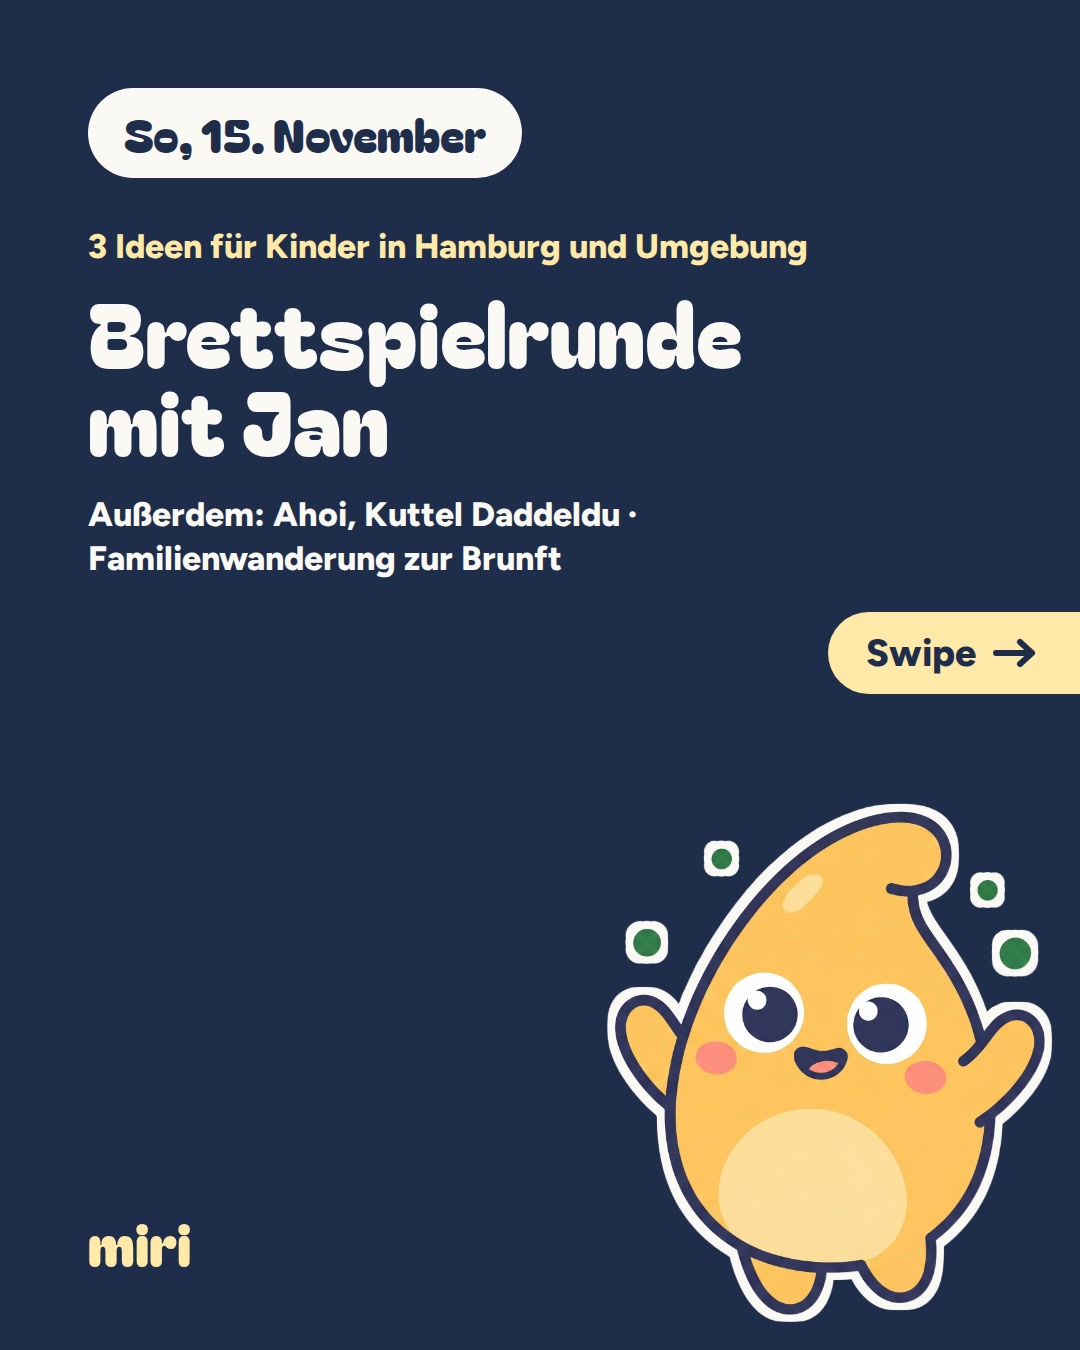 So, 15. November
3 Ideen für Kinder in Hamburg und Umgebung
Brettspielrunde
mit Jan
Außerdem: Ahoi, Kuttel Daddeldu ·
Familienwanderung zur Brunft
Swipe →
miri